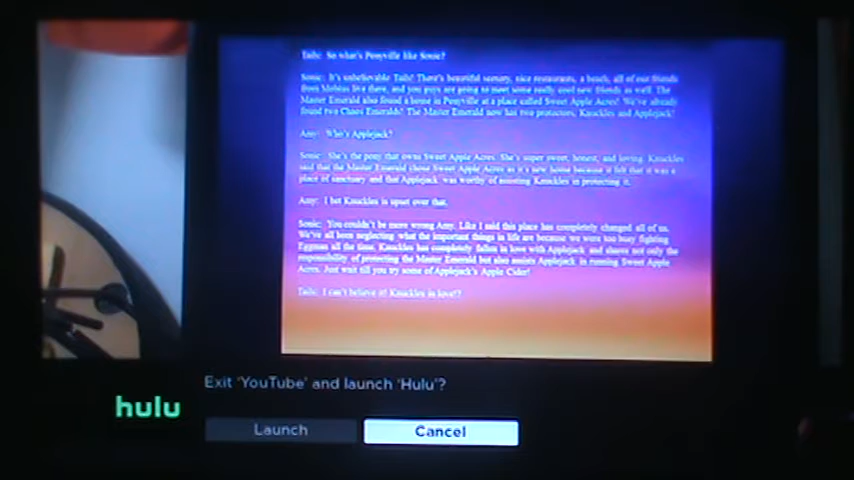 Tails: So what's Ponyville like Sonic?
Sonic: It's unbelievable Tails! There's beautiful scenery, nice restaurants, a beach, all of our friends
from Mobius live there, and you guys are going to meet some really cool new friends as well. The
Master Emerald also found a home in Ponyville at a place called Sweet Apple Acres! We've already
found two Chaos Emeralds! The Master Emerald now has two protectors, Knuckles and Applejack!
Amy: Who's Applejack?
Sonic: She's the pony that owns Sweet Apple Acres. She's super sweet, honest, and loving. Knuckles
said that the Master Emerald chose Sweet Apple Acres as it's new home because it felt that it was a
place of sanctuary and that Applejack was worthy of assisting Knuckles in protecting it.
Amy: I bet Knuckles is upset over that.
Sonic: You couldn't be more wrong Amy. Like I said this place has completely changed all of us.
We've all been neglecting what the important things in life are because we were too busy fighting
Eggman all the time. Knuckles has completely fallen in love with Applejack and shares not only the
responsibility of protecting the Master Emerald but also assists Applejack in running Sweet Apple
Acres. Just wait till you try some of Applejack's Apple Cider!
Tails: I can't believe it! Knuckles in love!?
Exit 'YouTube' and launch 'Hulu'?
hulu
Launch
Cancel